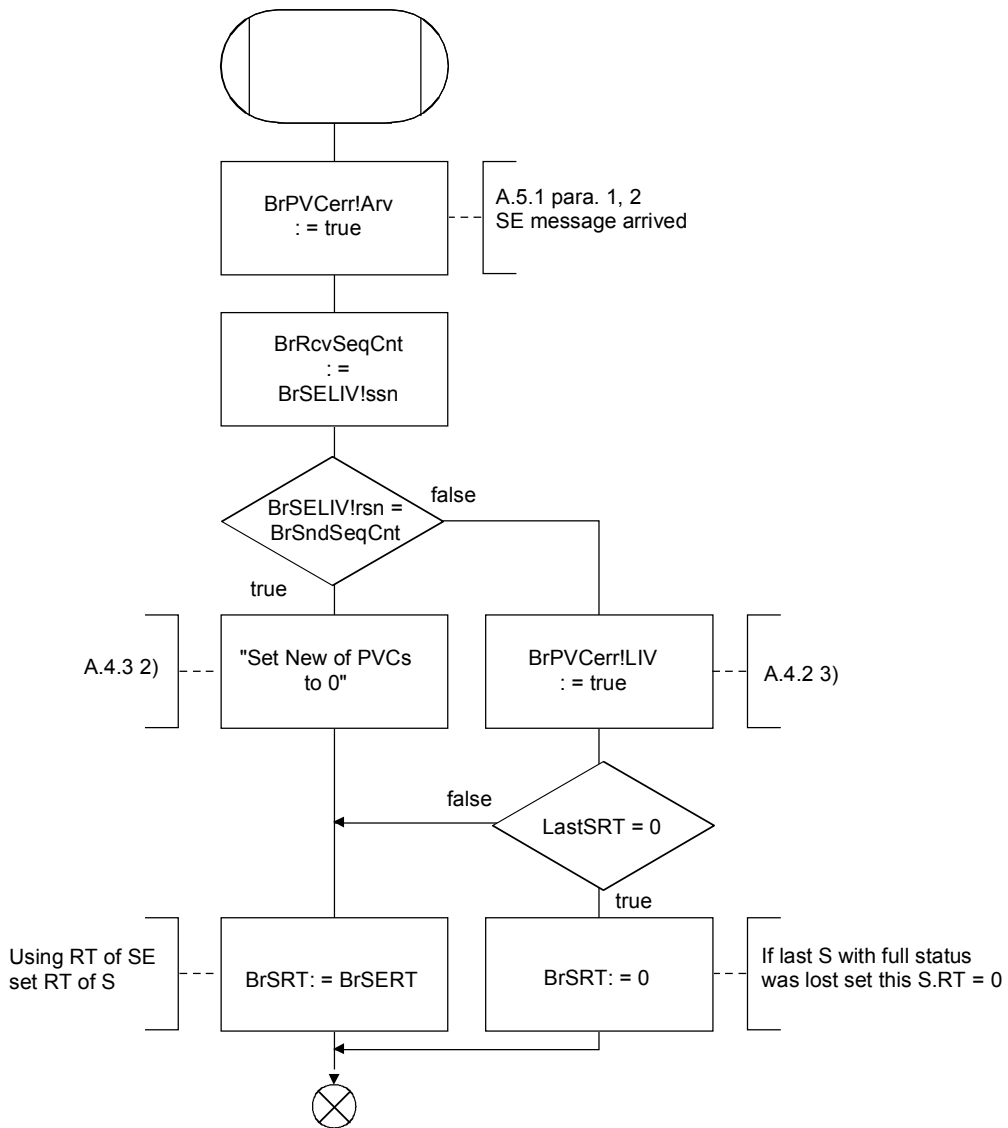 BrPVCerr!Arv
: = true
A.5.1 para. 1, 2
SE message arrived
BrRcvSeqCnt
: =
BrSELIV!ssn
BrSELIV!rsn =
BrSndSeqCnt
false
true
A.4.3 2)
"Set New of PVCs
to 0"
BrPVCerr!LIV
: = true
A.4.2 3)
false
LastSRT = 0
true
Using RT of SE
set RT of S
BrSRT: = BrSERT
BrSRT: = 0
If last S with full status
was lost set this S.RT = 0